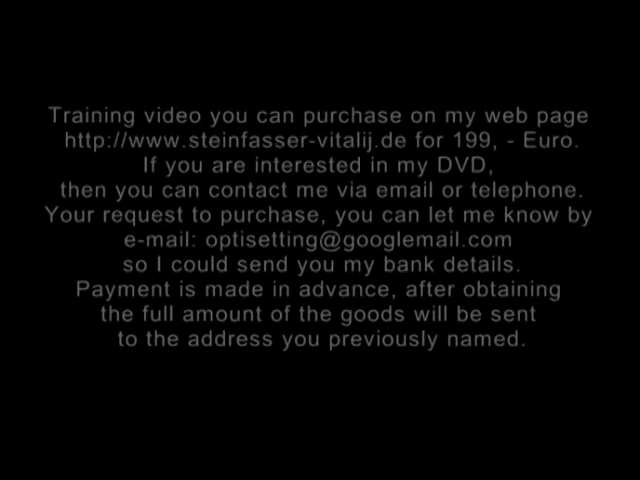 Training video you can purchase on my web page
http://www.steinfasser-vitalij.de for 199, - Euro.
If you are interested in my DVD,
then you can contact me via email or telephone.
Your request to purchase, you can let me know by
e-mail: optisetting@googlemail.com
so I could send you my bank details.
Payment is made in advance, after obtaining
the full amount of the goods will be sent
to the address you previously named.